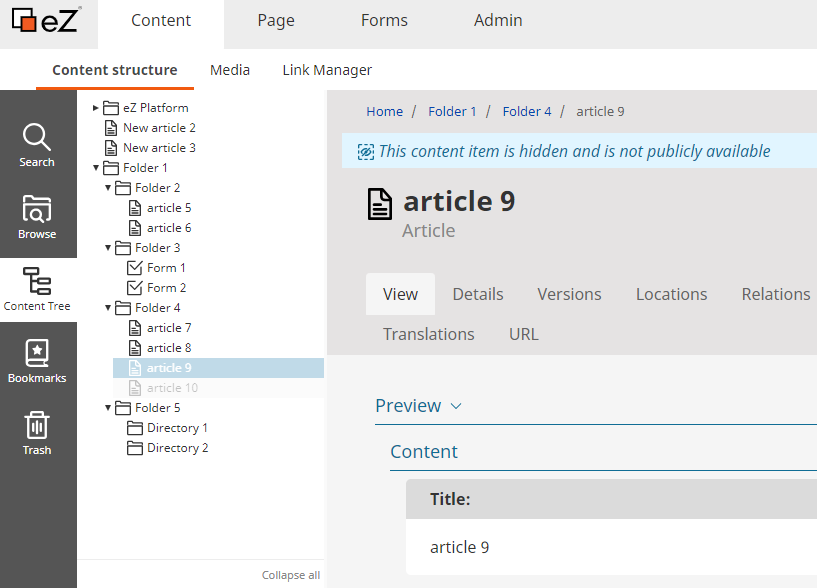 eZ Content Page Forms Admin
Content structure Media Link Manager
Search
Browse
Content Tree
Bookmarks
Trash
eZ Platform
New article 2
New article 3
Folder 1
Folder 2
article 5
article 6
Folder 3
Form 1
Form 2
Folder 4
article 7
article 8
article 9
article 10
Folder 5
Directory 1
Directory 2
Collapse all
Home / Folder 1 / Folder 4 / article 9
This content item is hidden and is not publicly available
article 9
Article
View Details Versions Locations Relations
Translations URL
Preview
Content
Title:
article 9